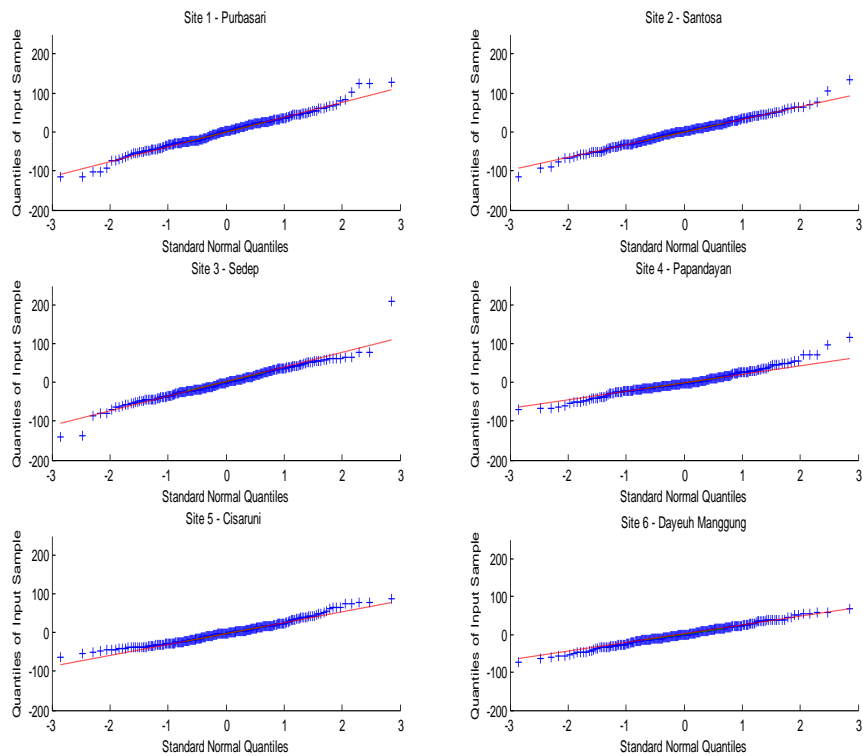 Site 1 - Purbasari
Quantiles of Input Sample
200
100
0
-100
-200
-3 -2 -1 0 1 2 3
Standard Normal Quantiles
Site 2 - Santosa
Quantiles of Input Sample
200
100
0
-100
-200
-3 -2 -1 0 1 2 3
Standard Normal Quantiles
Site 3 - Sedep
Quantiles of Input Sample
200
100
0
-100
-200
-3 -2 -1 0 1 2 3
Standard Normal Quantiles
Site 4 - Papandayan
Quantiles of Input Sample
200
100
0
-100
-200
-3 -2 -1 0 1 2 3
Standard Normal Quantiles
Site 5 - Cisaruni
Quantiles of Input Sample
200
100
0
-100
-200
-3 -2 -1 0 1 2 3
Standard Normal Quantiles
Site 6 - Dayeuh Manggung
Quantiles of Input Sample
200
100
0
-100
-200
-3 -2 -1 0 1 2 3
Standard Normal Quantiles